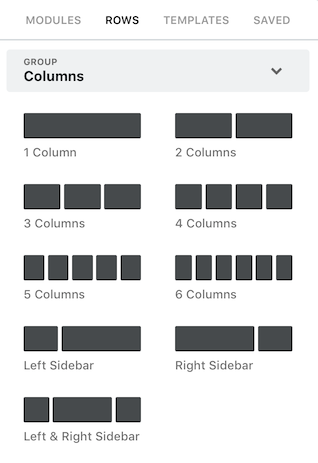 MODULES ROWS TEMPLATES SAVED
GROUP
Columns
1 Column 2 Columns
3 Columns 4 Columns
5 Columns 6 Columns
Left Sidebar Right Sidebar
Left & Right Sidebar